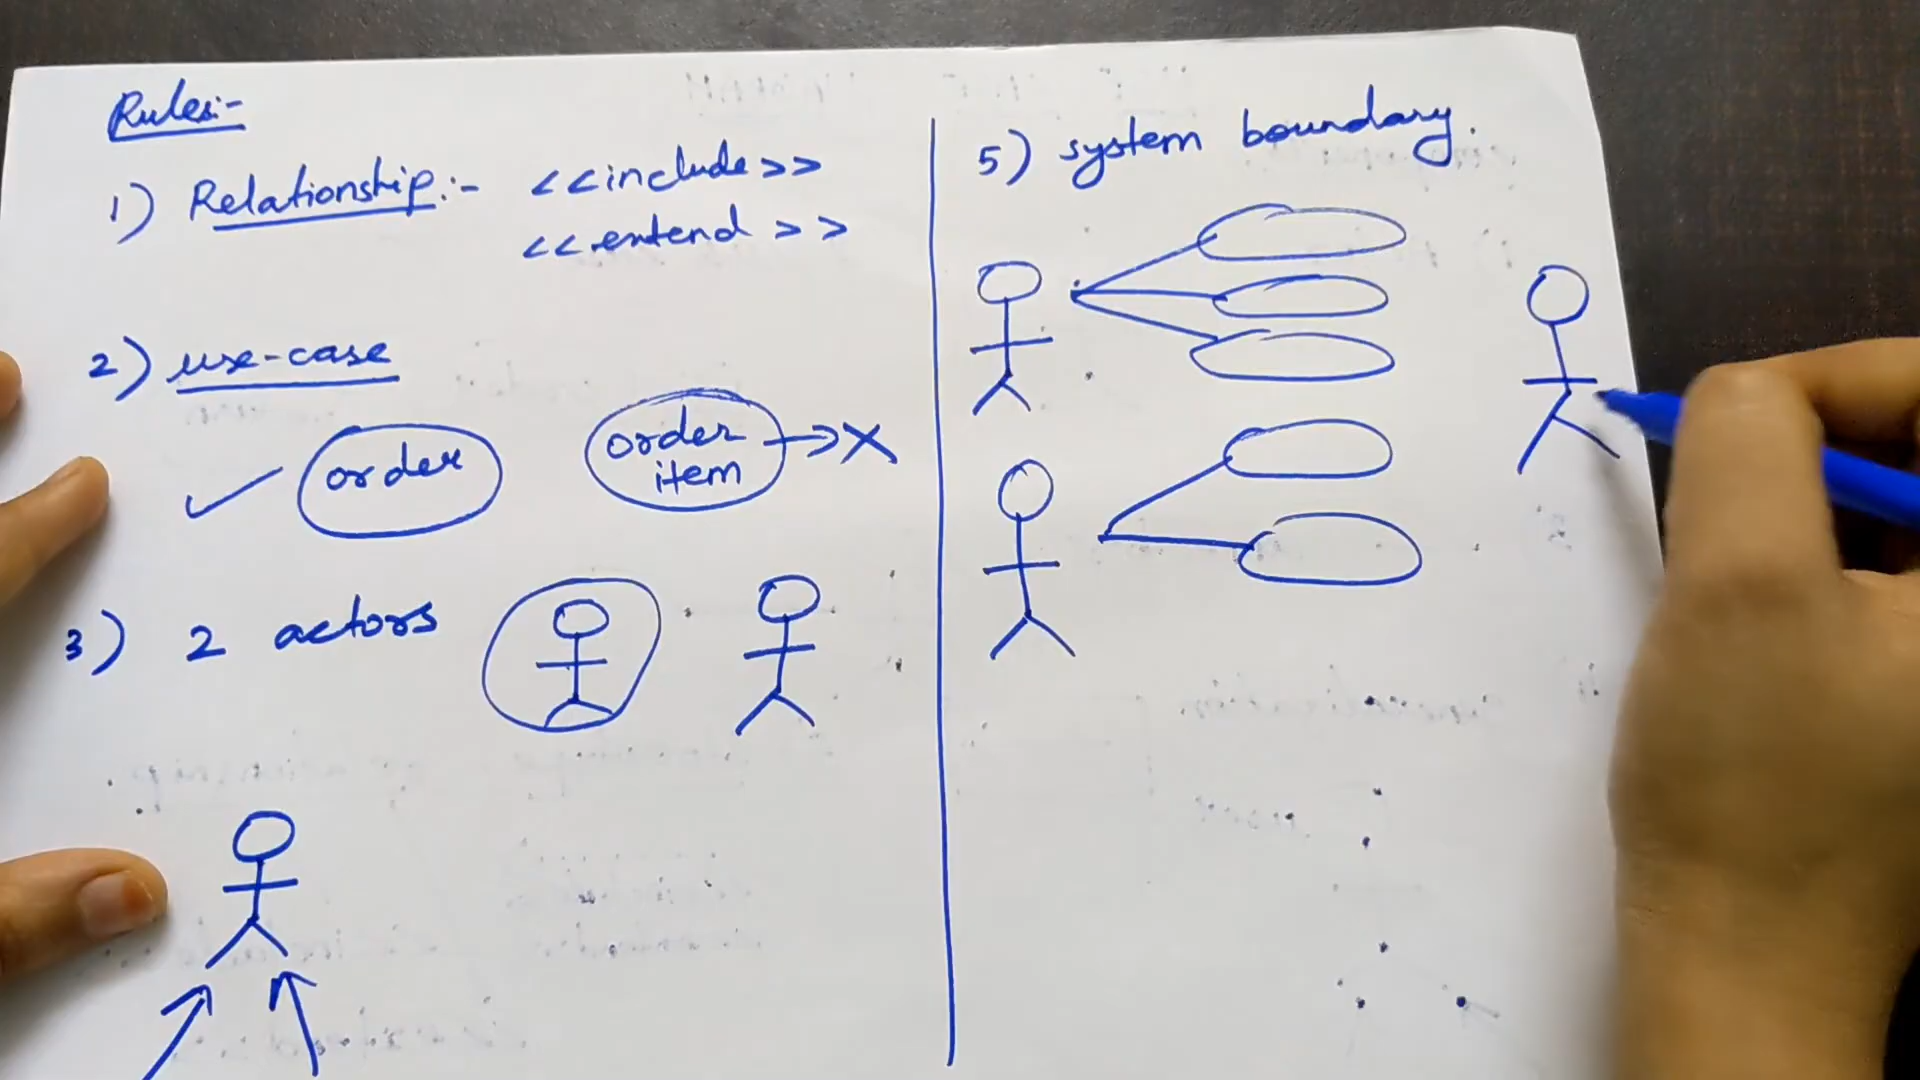 Rules:-
1) Relationship:- <<include>>
<<extend>>
2) use-case
order
order
item
3) 2 actors
5) system boundary.